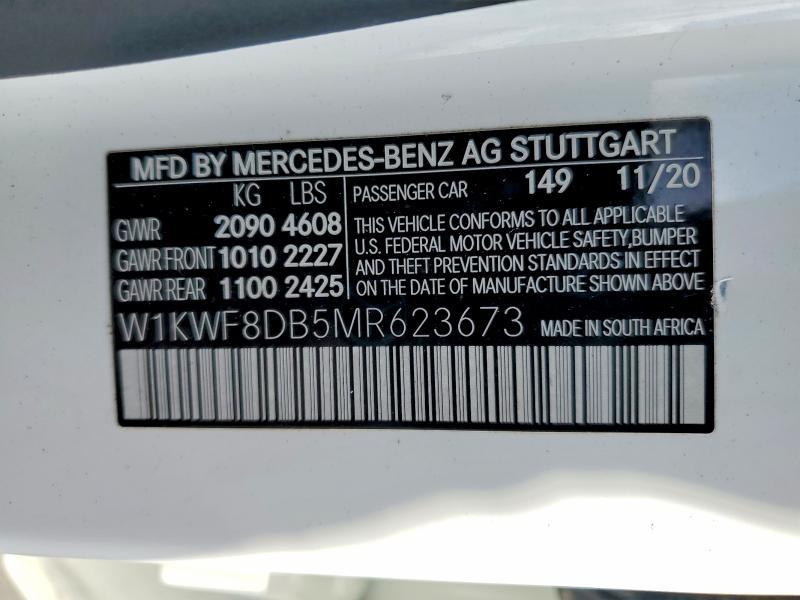 MFD BY MERCEDES-BENZ AG STUTTGART
KG LBS
GVWR 2090 4608
GAWR FRONT 1010 2227
GAWR REAR 1100 2425
PASSENGER CAR 149 11/20
THIS VEHICLE CONFORMS TO ALL APPLICABLE
U.S. FEDERAL MOTOR VEHICLE SAFETY,BUMPER
AND THEFT PREVENTION STANDARDS IN EFFECT
ON THE DATE OF MANUFACTURE SHOWN ABOVE
W1KWF8DB5MR623673 MADE IN SOUTH AFRICA